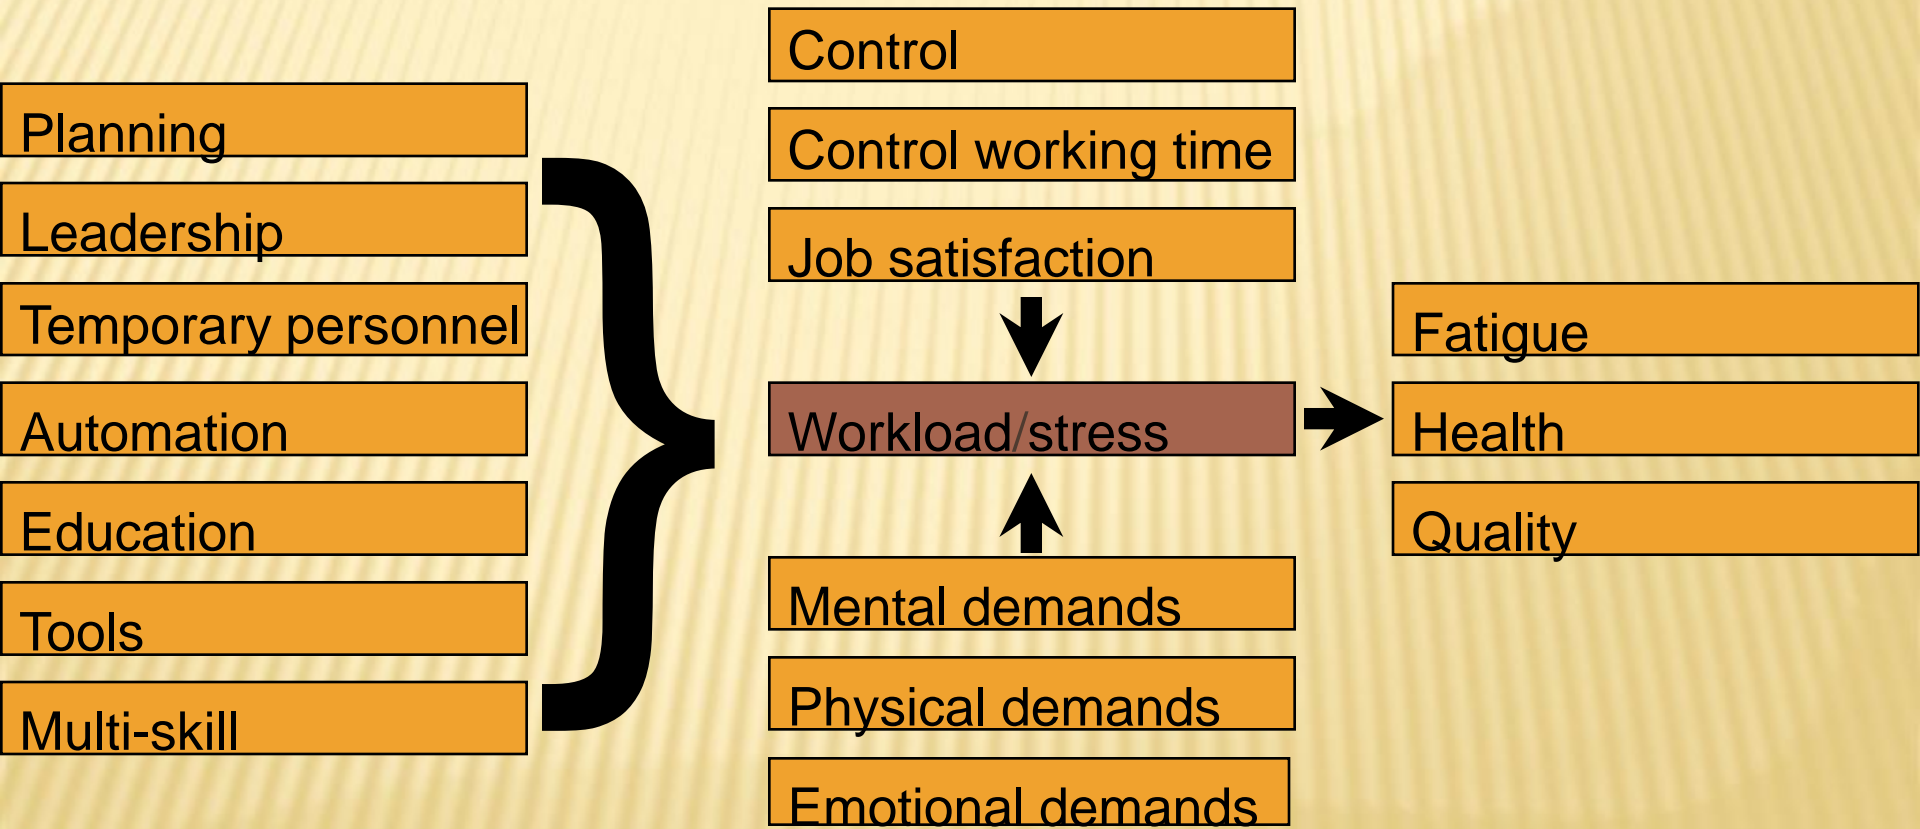 Planning
Leadership
Temporary personnel
Automation
Education
Tools
Multi-skill
Control
Control working time
Job satisfaction
Workload/stress
Mental demands
Physical demands
Emotional demands
Fatigue
Health
Quality